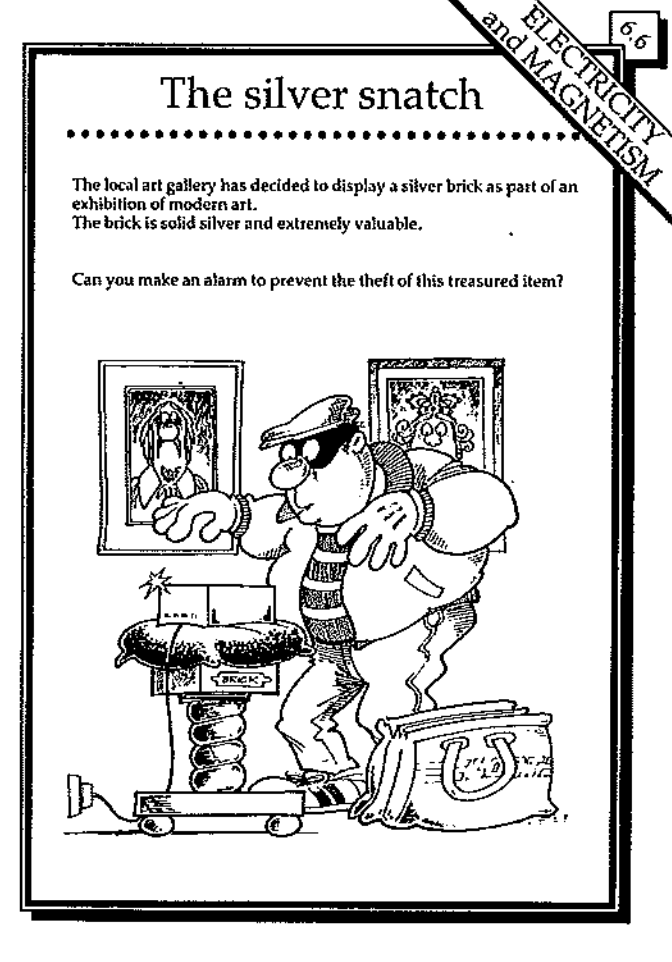 6.6
ELECTRICITY
and MAGNETISM
The silver snatch
The local art gallery has decided to display a silver brick as part of an
exhibition of modern art.
The brick is solid silver and extremely valuable.
Can you make an alarm to prevent the theft of this treasured item?
BRICK